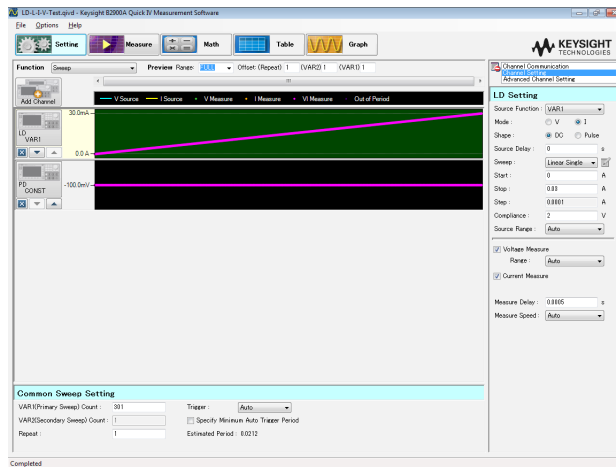 LD-L-I-V-Test.qivd - Keysight B2900A Quick IV Measurement Software
File Options Help
Setting Measure Math Table Graph
KEYSIGHT
TECHNOLOGIES
Function Sweep Preview Range: FULL Offset: (Repeat) 1 (VAR2) 1 (VAR1) 1
Add Channel
V Source I Source V Measure I Measure VI Measure Out of Period
LD
VAR1
30.0mA
0.0 A
PD
CONST
-100.0mV
Channel Communication
Channel Setting
Advanced Channel Setting
LD Setting
Source Function : VAR1
Mode : V I
Shape : DC Pulse
Source Delay : 0 s
Sweep : Linear Single
Start : 0 A
Stop : 0.03 A
Step : 0.0001 A
Compliance : 2 V
Source Range : Auto
Voltage Measure
Range : Auto
Current Measure
Measure Delay : 0.0005 s
Measure Speed : Auto
Common Sweep Setting
VAR1(Primary Sweep) Count : 301 Trigger : Auto
VAR2(Secondary Sweep) Count : 1 Specify Minimum Auto Trigger Period
Repeat : 1 Estimated Period : 0.0212
Completed